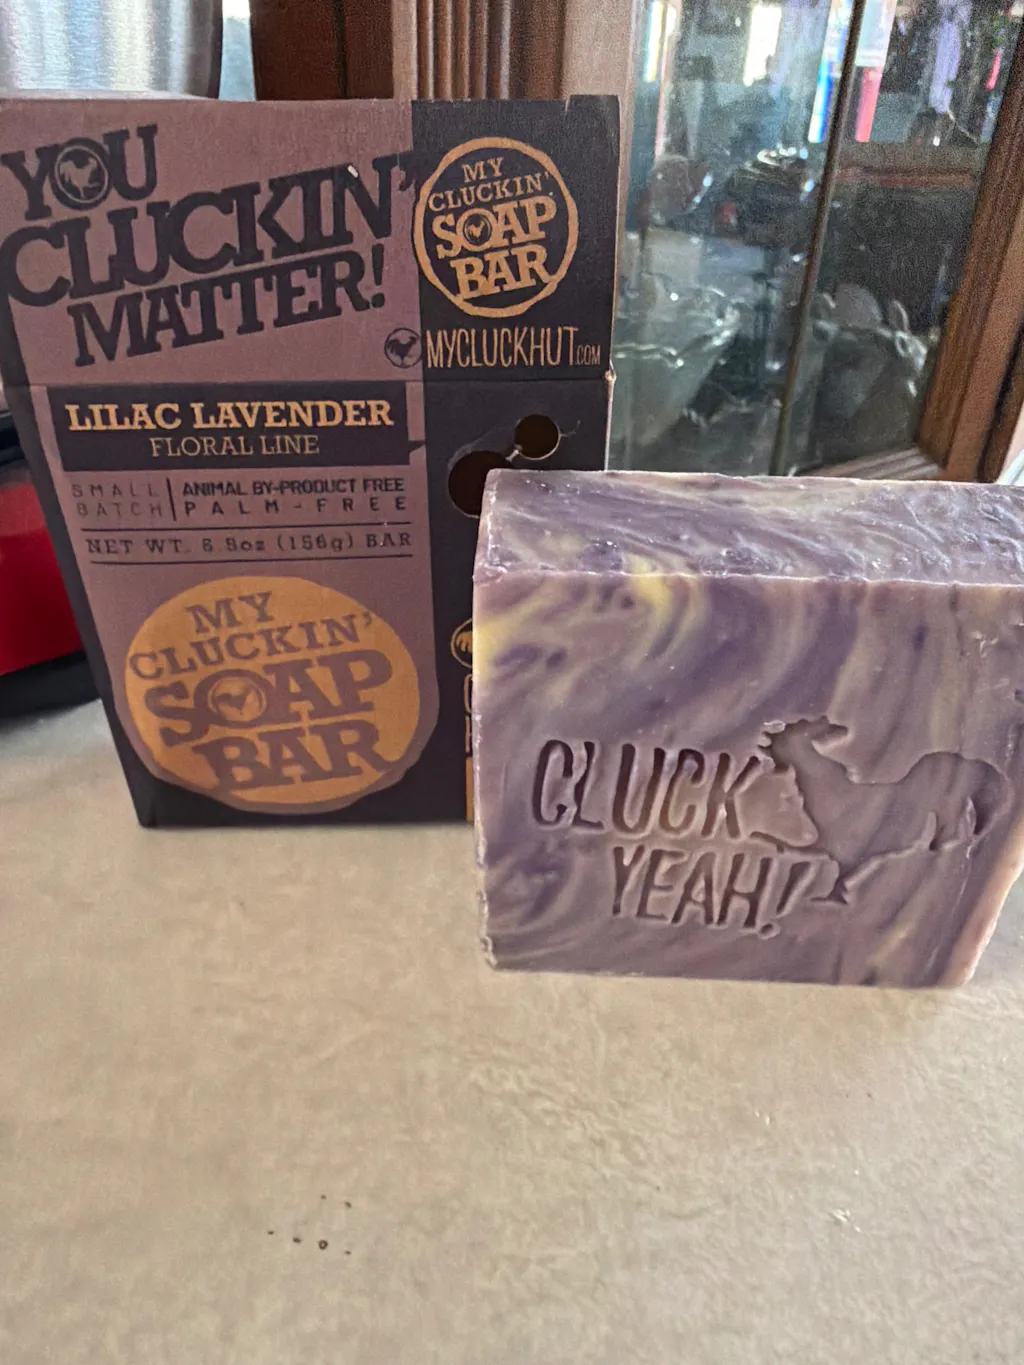 YOU
CLUCKIN'
MATTER!
MY
CLUCKIN'
SOAP
BAR
MYCLUCKHUT.COM
LILAC LAVENDER
FLORAL LINE
SMALL
BATCH
ANIMAL BY-PRODUCT FREE
PALM-FREE
NET WT. 5.5oz (156g) BAR
MY
CLUCKIN'
SOAP
BAR
CLUCK
YEAH!